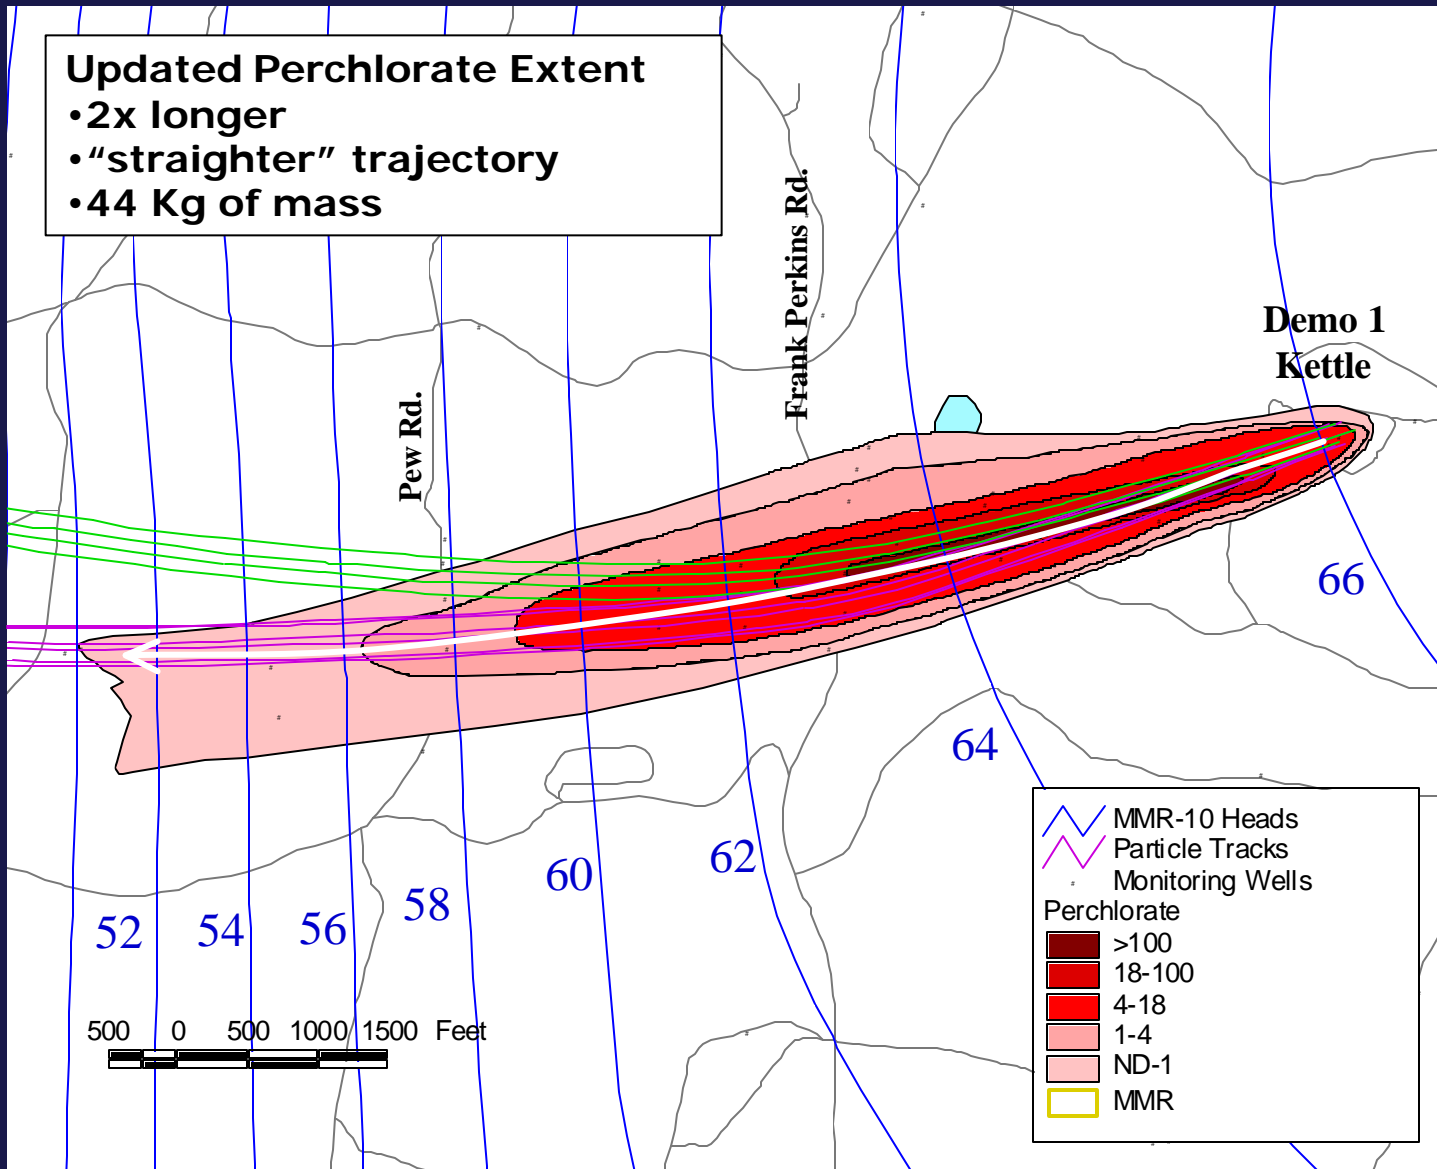 Updated Perchlorate Extent
•2x longer
•“straighter” trajectory
•44 Kg of mass
Frank Perkins Rd.
Demo 1
Kettle
Pew Rd.
66
64
62
60
58
56
54
52
500 0 500 1000 1500 Feet
MMR-10 Heads
Particle Tracks
Monitoring Wells
Perchlorate
>100
18-100
4-18
1-4
ND-1
MMR